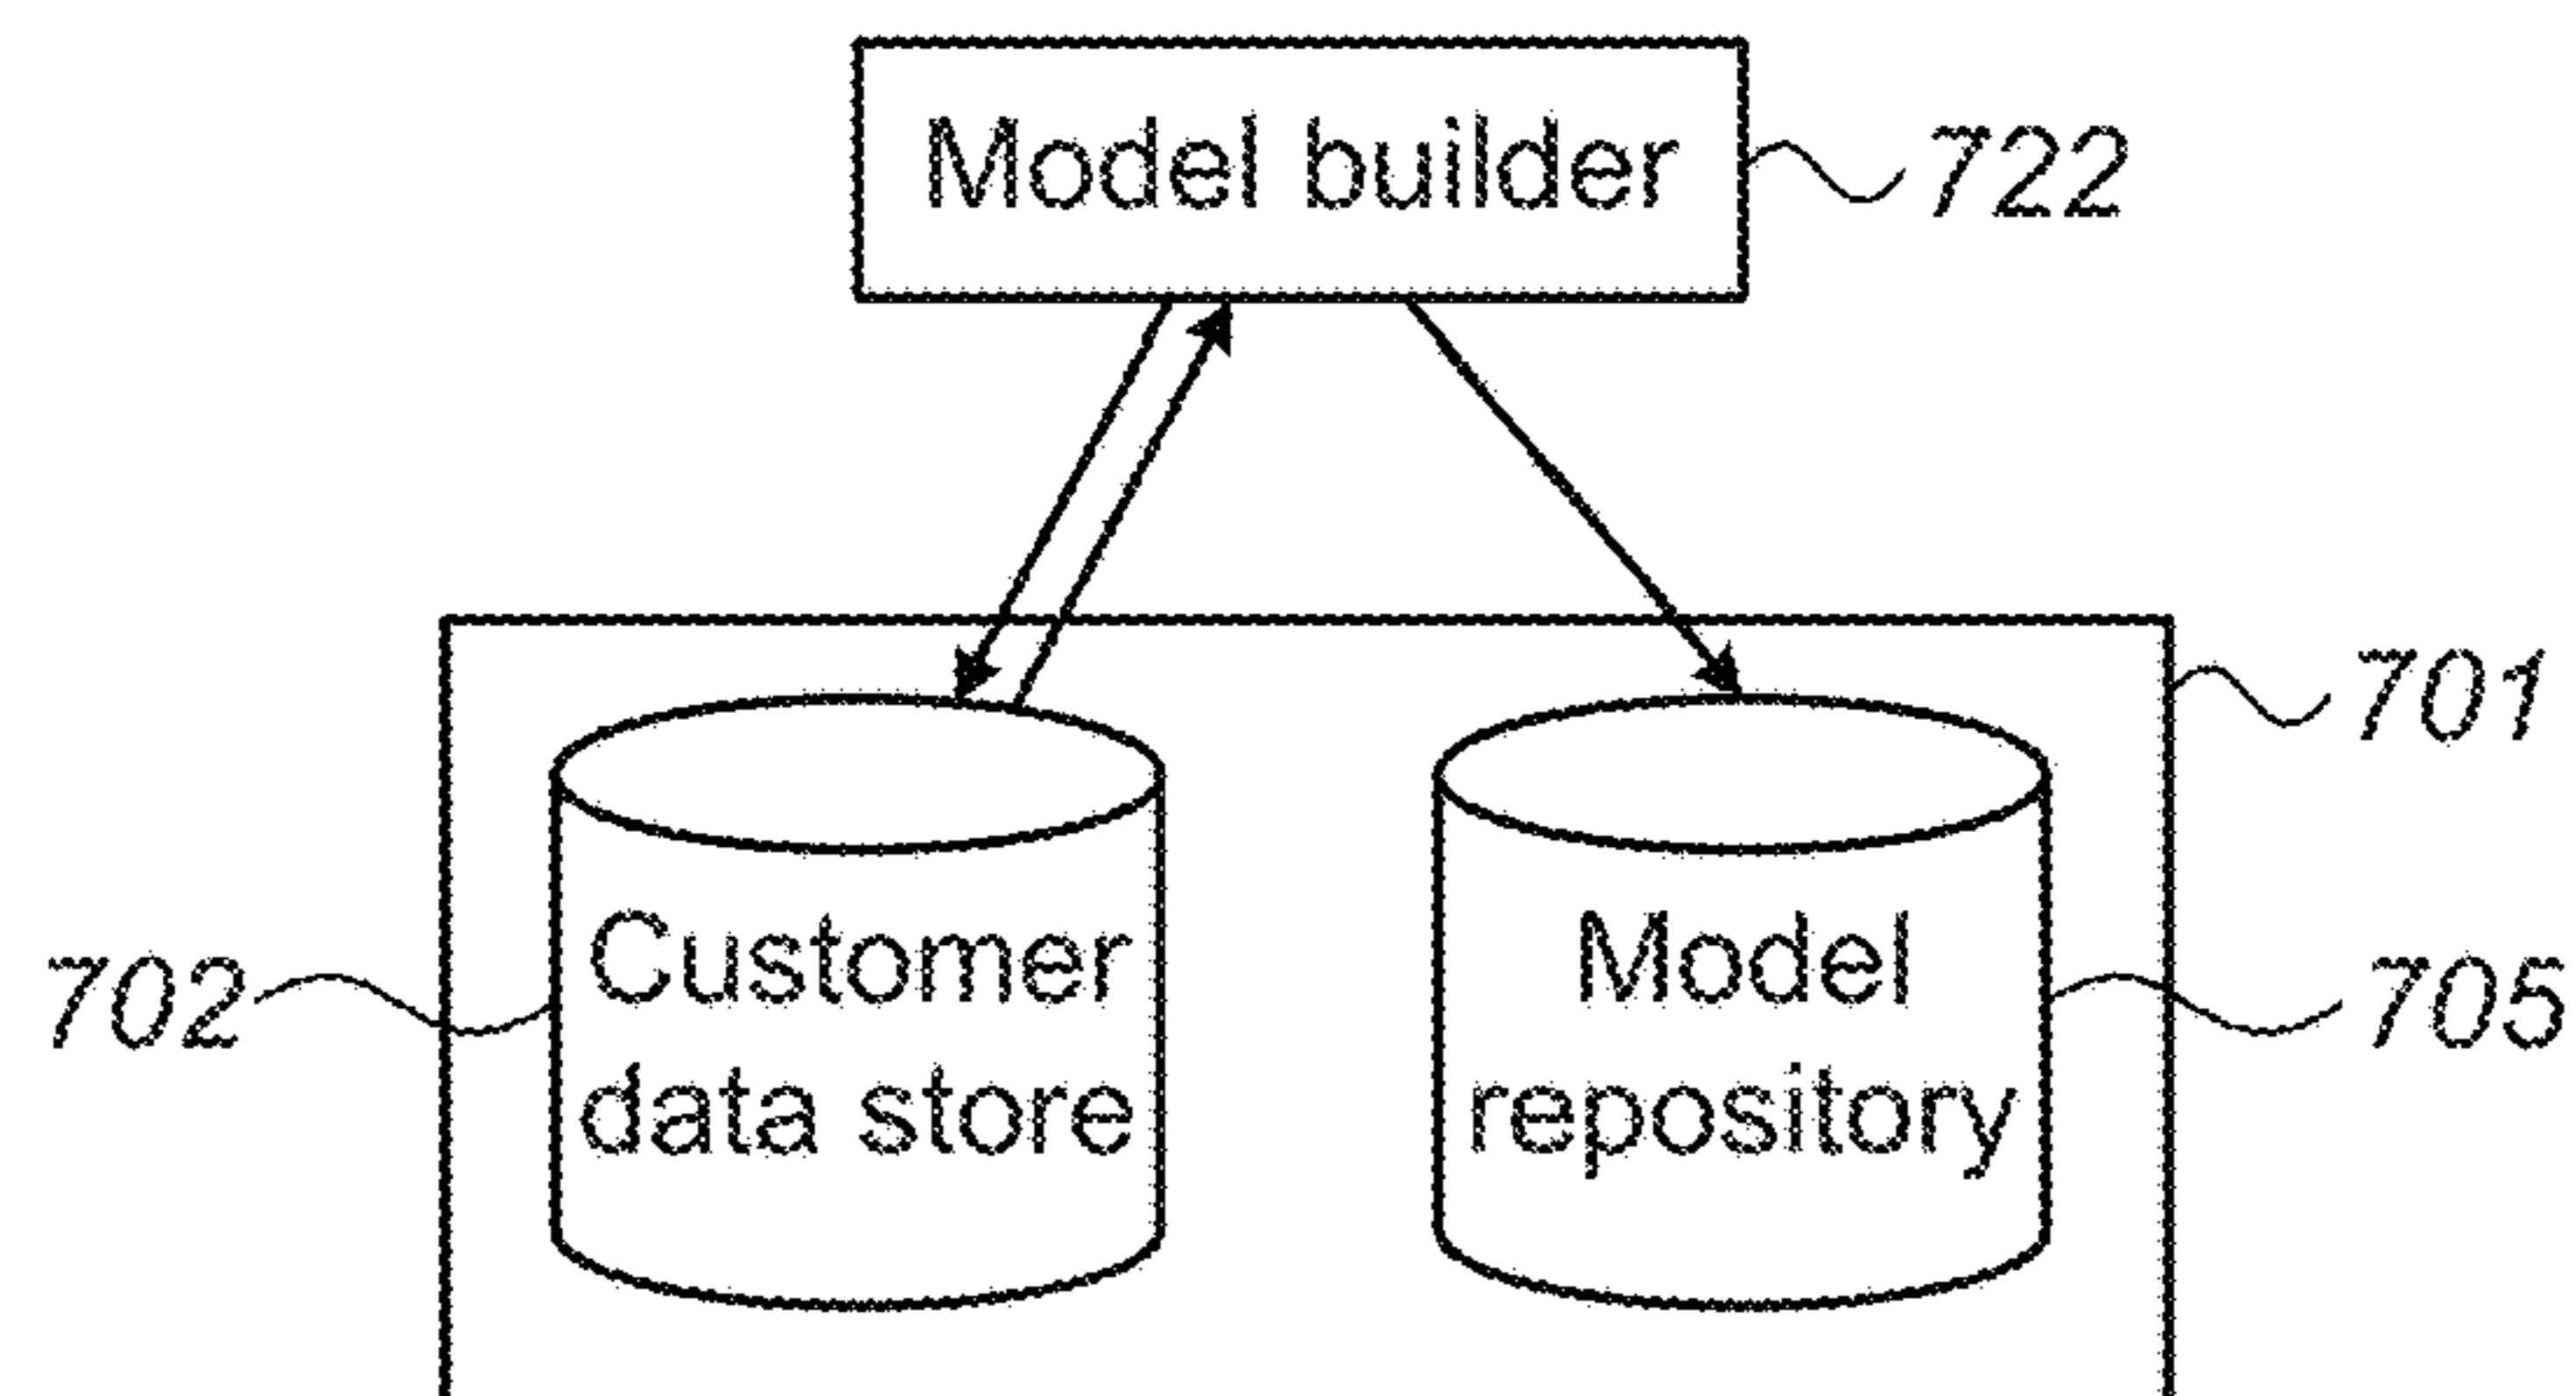 Model builder
722
701
Customer
data store
702
Model
repository
705